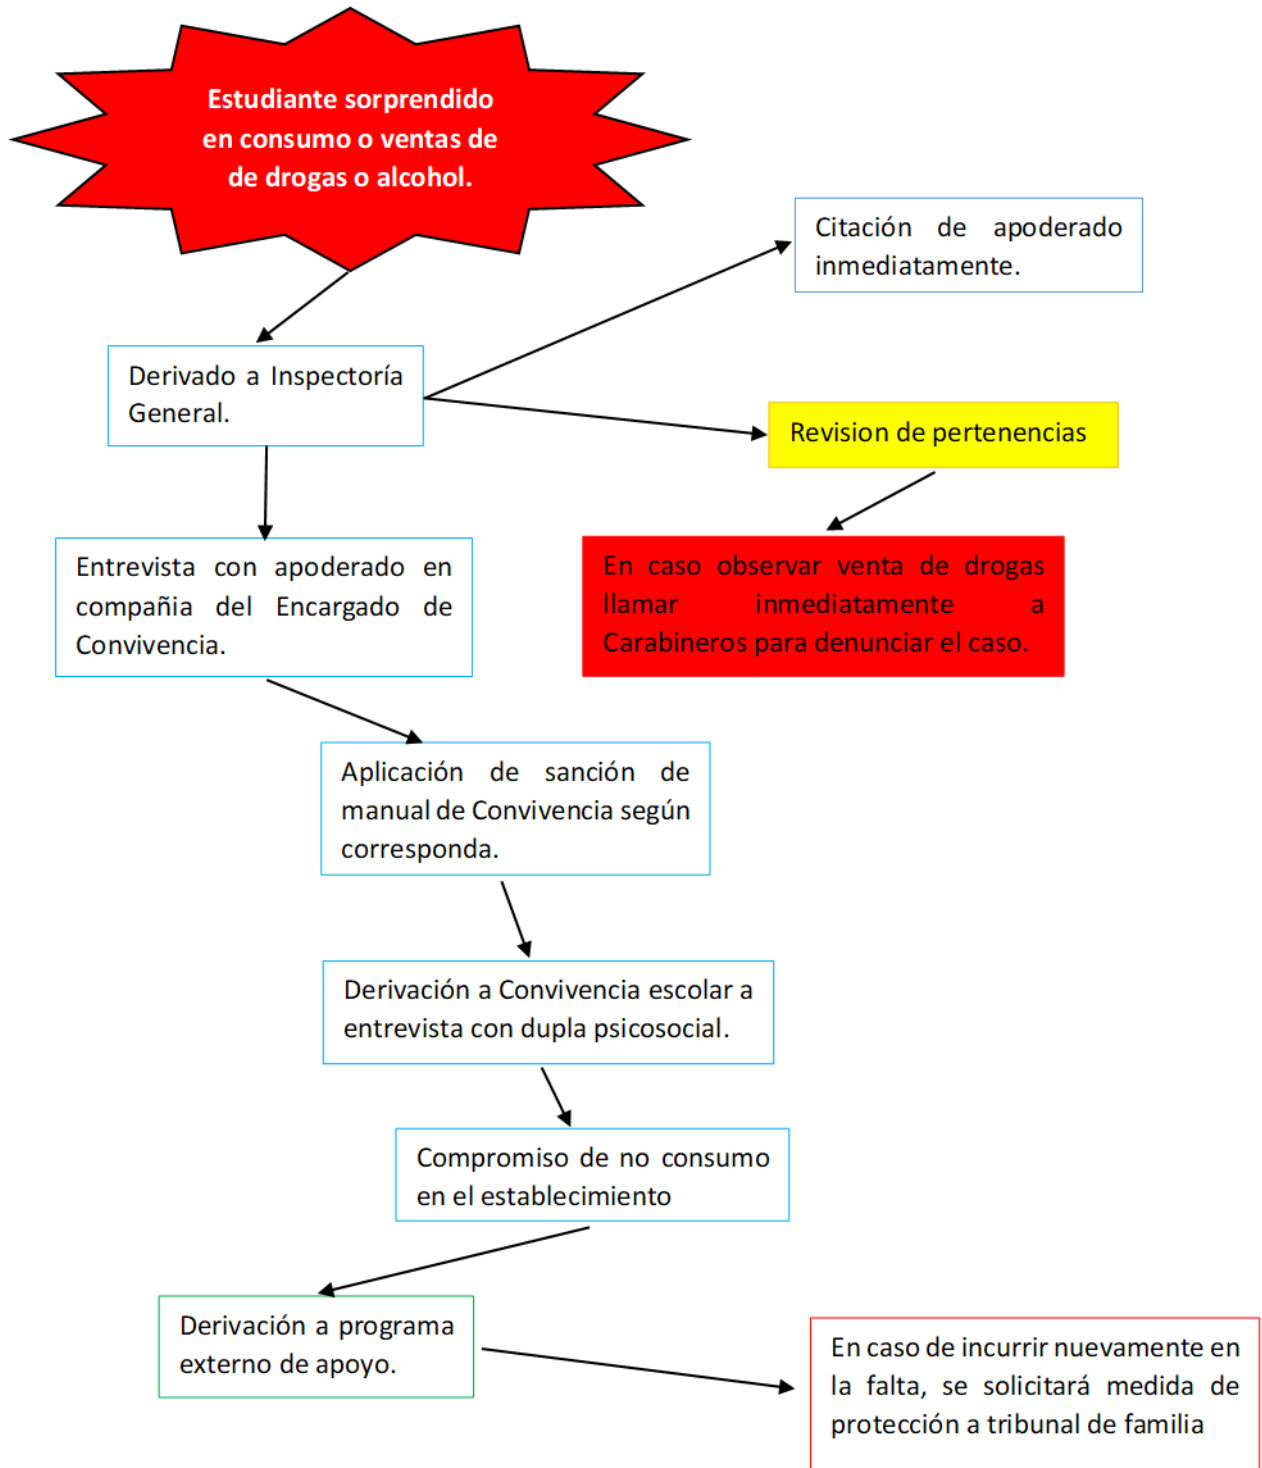 Estudiante sorprendido
en consumo o ventas de
de drogas o alcohol.
Citación de apoderado
inmediatamente.
Derivado a Inspectoría
General.
Revision de pertenencias
Entrevista con apoderado en
compañia del Encargado de
Convivencia.
En caso observar venta de drogas
llamar inmediatamente a
Carabineros para denunciar el caso.
Aplicación de sanción de
manual de Convivencia según
corresponda.
Derivación a Convivencia escolar a
entrevista con dupla psicosocial.
Compromiso de no consumo
en el establecimiento
Derivación a programa
externo de apoyo.
En caso de incurrir nuevamente en
la falta, se solicitará medida de
protección a tribunal de familia